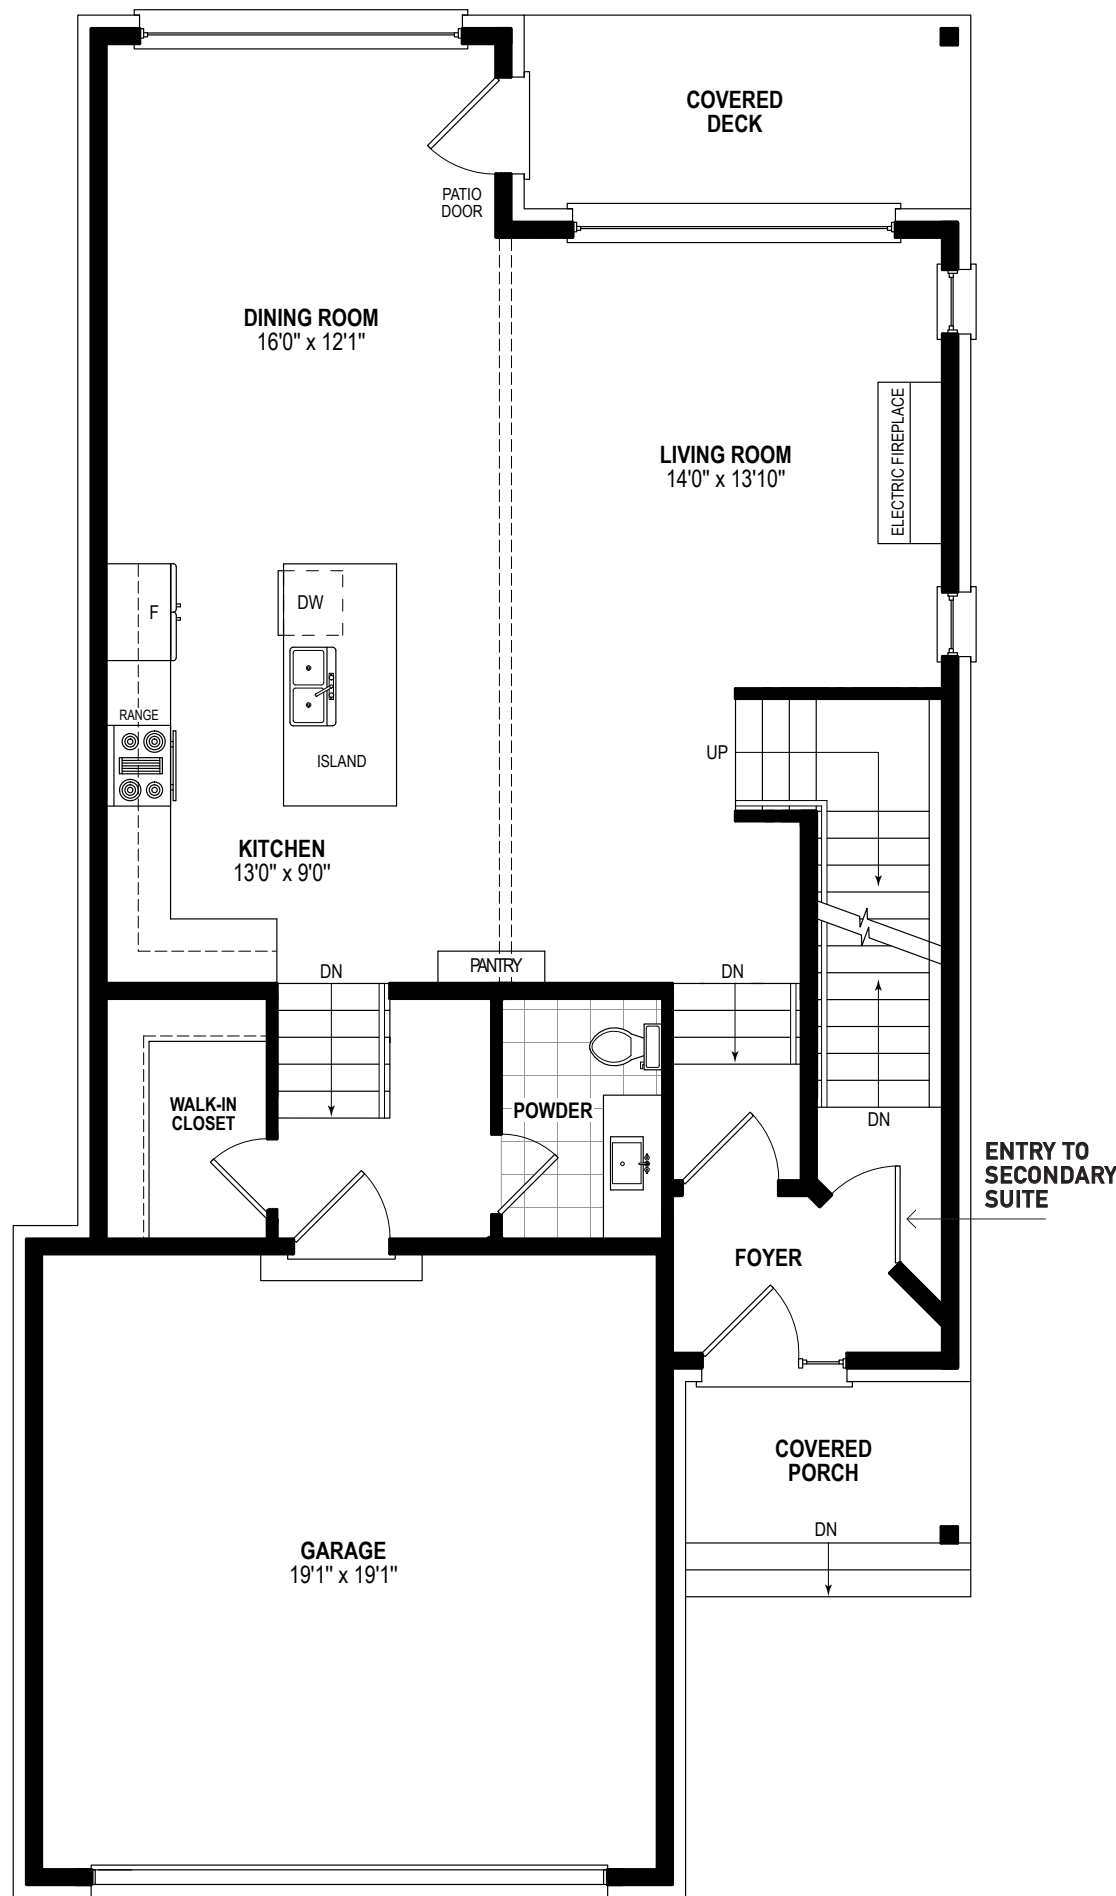 COVERED
DECK
PATIO
DOOR
DINING ROOM
16'0" x 12'1"
LIVING ROOM
14'0" x 13'10"
ELECTRIC FIREPLACE
F
DW
RANGE
ISLAND
UP
KITCHEN
13'0" x 9'0"
DN
PANTRY
DN
WALK-IN
CLOSET
POWDER
DN
ENTRY TO
SECONDARY
SUITE
FOYER
COVERED
PORCH
DN
GARAGE
19'1" x 19'1"